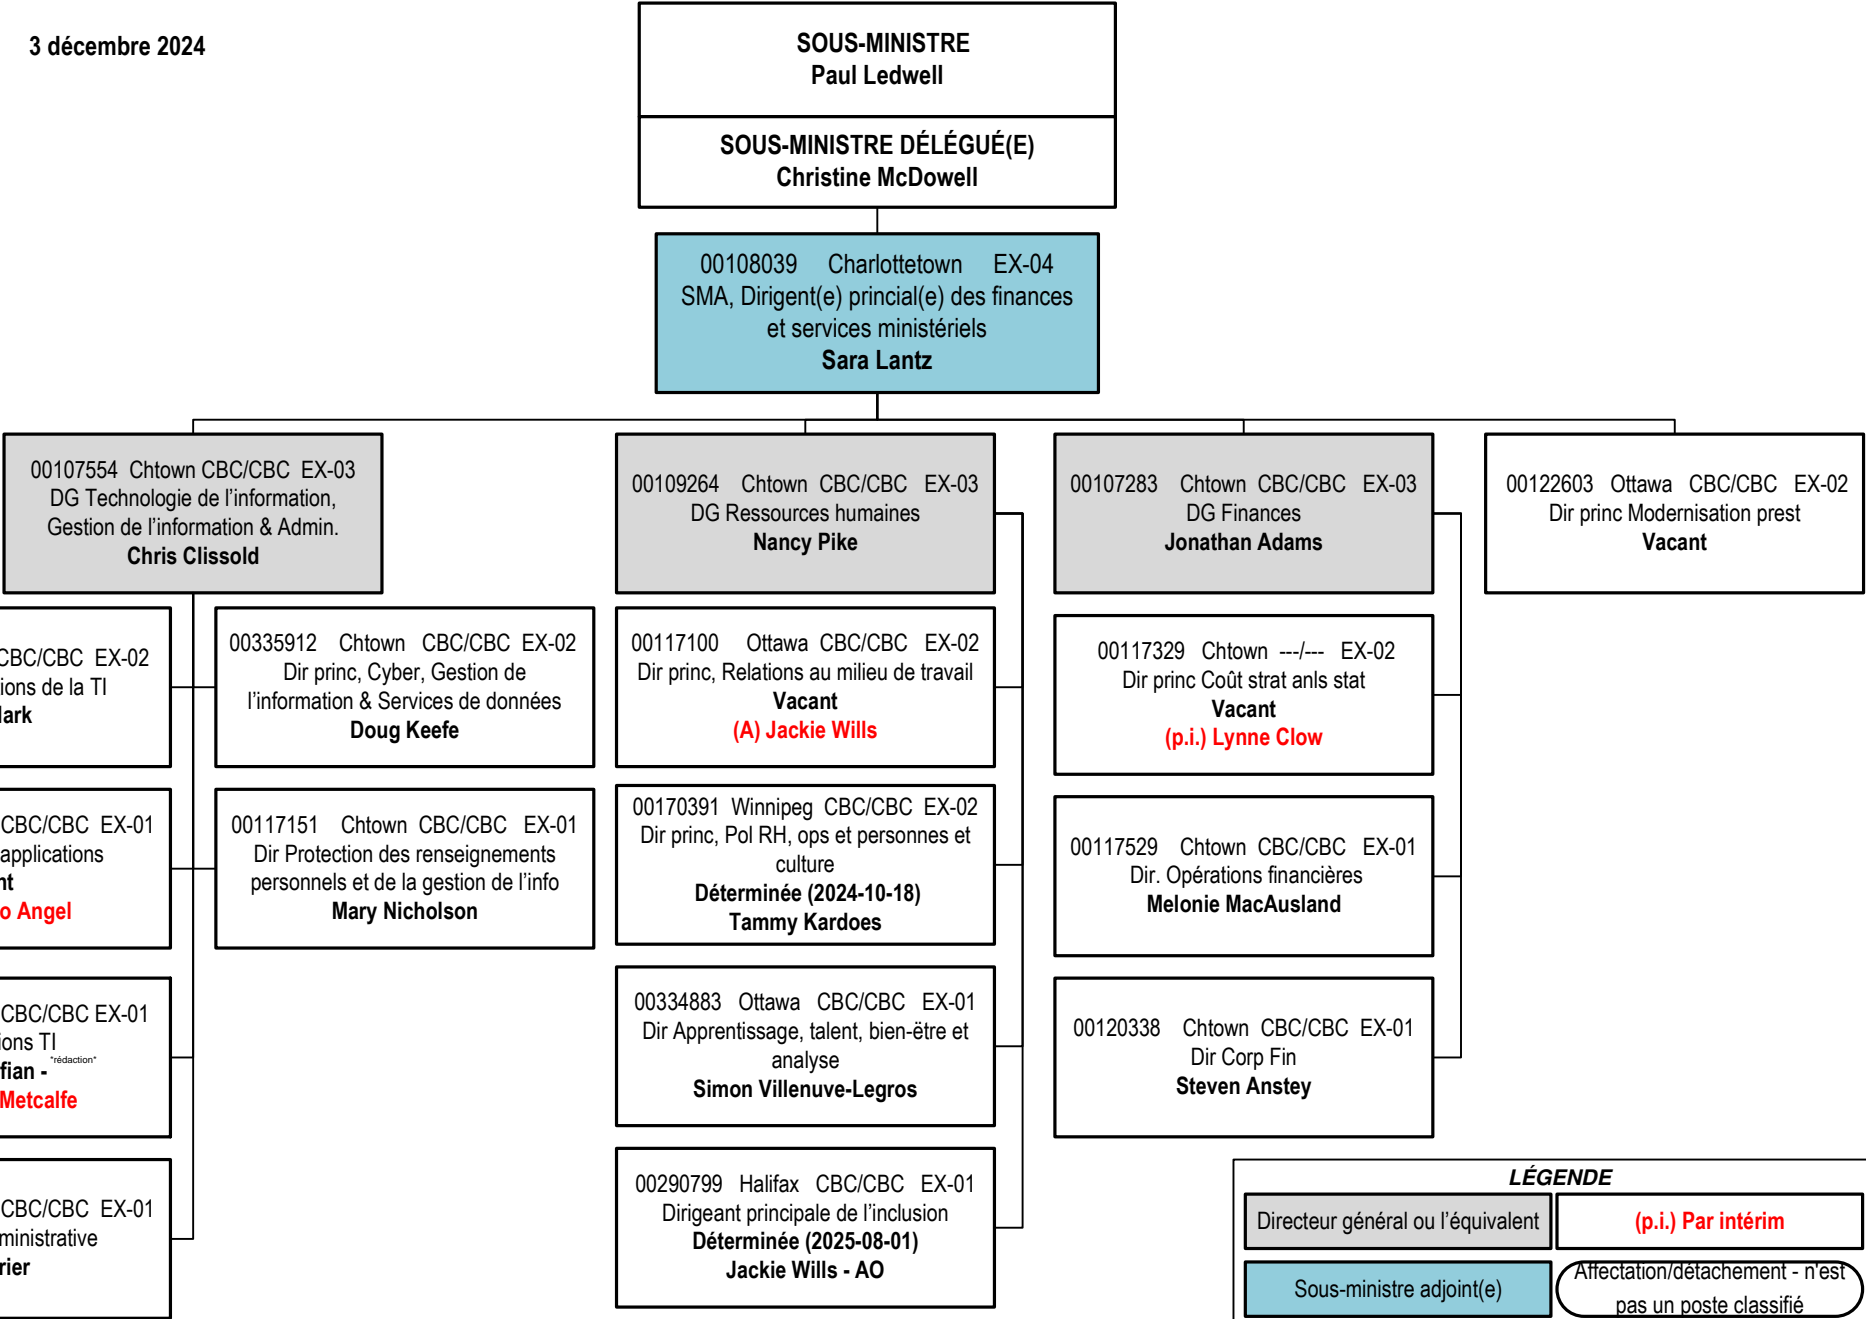 3 décembre 2024
SOUS-MINISTRE
Paul Ledwell
SOUS-MINISTRE DÉLÉGUÉ(E)
Christine McDowell
00108039 Charlottetown EX-04
SMA, Dirigent(e) princial(e) des finances
et services ministériels
Sara Lantz
00107554 Chtown CBC/CBC EX-03
DG Technologie de l'information,
Gestion de l'information & Admin.
Chris Clissold
00109264 Chtown CBC/CBC EX-03
DG Ressources humaines
Nancy Pike
00107283 Chtown CBC/CBC EX-03
DG Finances
Jonathan Adams
00122603 Ottawa CBC/CBC EX-02
Dir princ Modernisation prest
Vacant
CBC/CBC EX-02
ions de la TI
lark
00335912 Chtown CBC/CBC EX-02
Dir princ, Cyber, Gestion de
l'information & Services de données
Doug Keefe
00117100 Ottawa CBC/CBC EX-02
Dir princ, Relations au milieu de travail
Vacant
(A) Jackie Wills
00117329 Chtown ---/--- EX-02
Dir princ Coût strat anls stat
Vacant
(p.i.) Lynne Clow
CBC/CBC EX-01
applications
nt
o Angel
00117151 Chtown CBC/CBC EX-01
Dir Protection des renseignements
personnels et de la gestion de l'info
Mary Nicholson
00170391 Winnipeg CBC/CBC EX-02
Dir princ, Pol RH, ops et personnes et
culture
Déterminée (2024-10-18)
Tammy Kardoes
00117529 Chtown CBC/CBC EX-01
Dir. Opérations financières
Melonie MacAusland
CBC/CBC EX-01
ions TI
fian - *rédaction*
Metcalfe
00334883 Ottawa CBC/CBC EX-01
Dir Apprentissage, talent, bien-ëtre et
analyse
Simon Villenuve-Legros
00120338 Chtown CBC/CBC EX-01
Dir Corp Fin
Steven Anstey
CBC/CBC EX-01
ministrative
rier
00290799 Halifax CBC/CBC EX-01
Dirigeant principale de l'inclusion
Déterminée (2025-08-01)
Jackie Wills - AO
LÉGENDE
Directeur général ou l'équivalent
(p.i.) Par intérim
Sous-ministre adjoint(e)
Affectation/détachement - n'est
pas un poste classifié